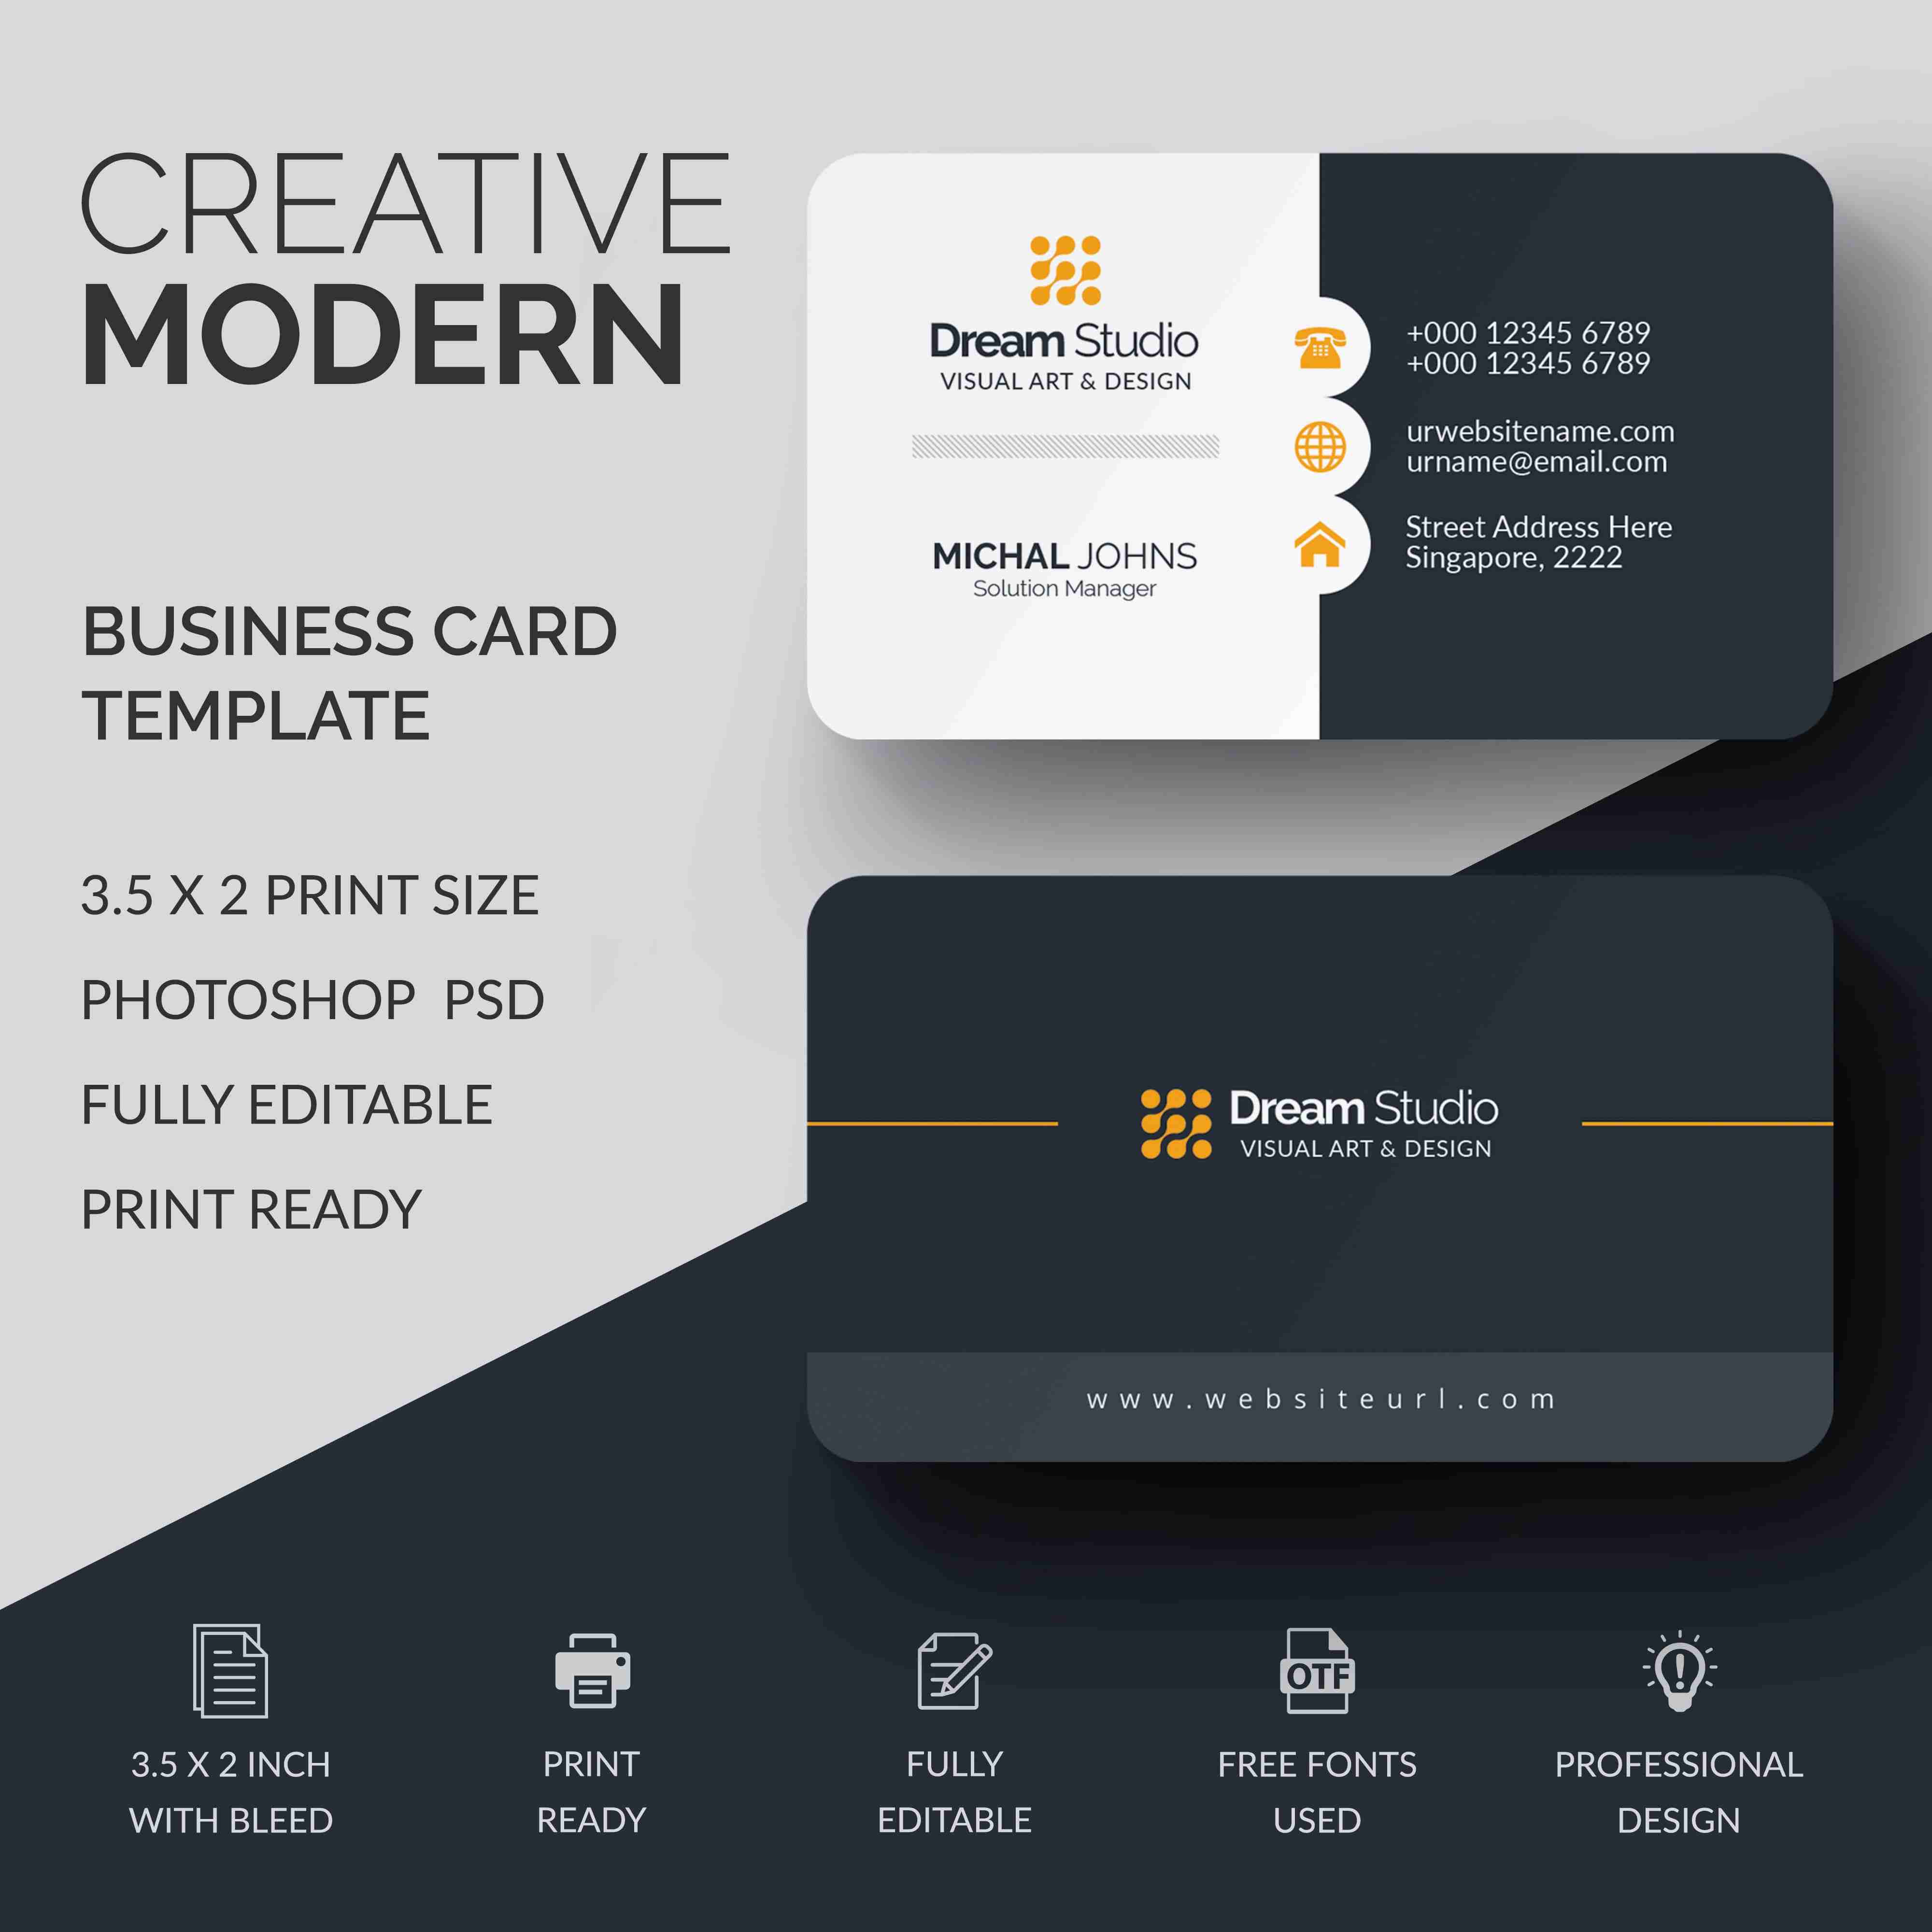 CREATIVE
MODERN
BUSINESS CARD
TEMPLATE
3.5 X 2 PRINT SIZE
PHOTOSHOP PSD
FULLY EDITABLE
PRINT READY
Dream Studio
VISUAL ART & DESIGN
MICHAL JOHNS
Solution Manager
+000 12345 6789
+000 12345 6789
urwebsitename.com
urname@email.com
Street Address Here
Singapore, 2222
Dream Studio
VISUAL ART & DESIGN
www.websiteurl.com
3.5 X 2 INCH
WITH BLEED
PRINT
READY
FULLY
EDITABLE
OTF
FREE FONTS
USED
PROFESSIONAL
DESIGN